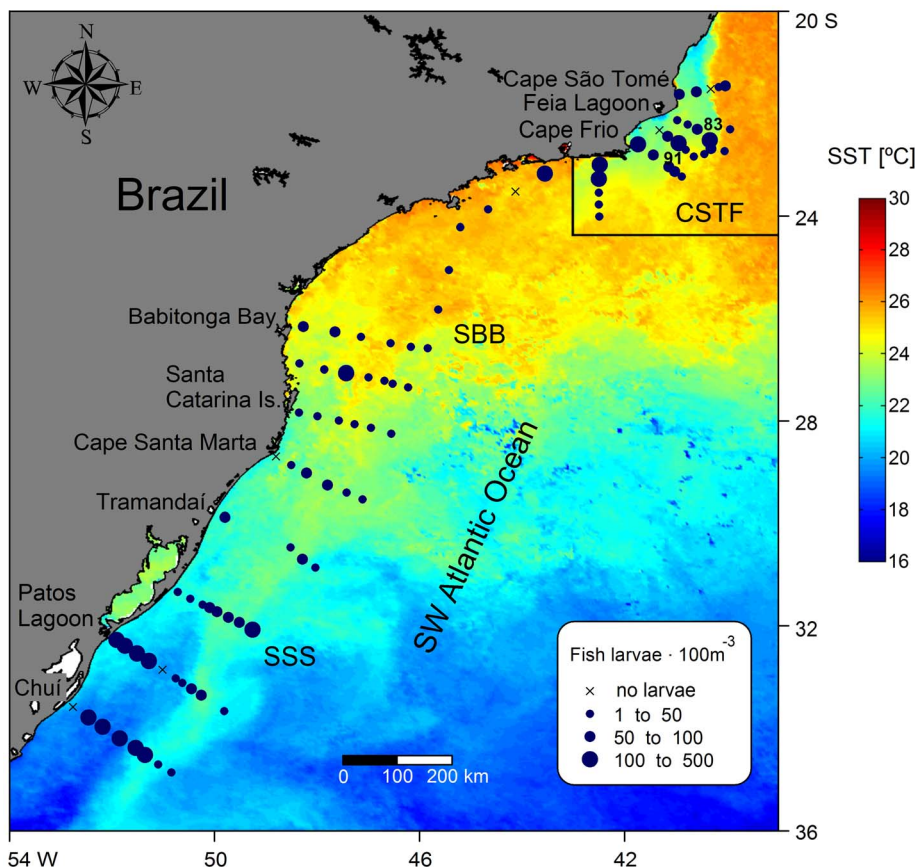 20 S
N
W E
S
Cape São Tomé
Feia Lagoon
Cape Frio
83
91
SST [ºC]
Brazil
CSTF
30
28
26
24
22
20
18
16
24
Babitonga Bay
SBB
Santa
Catarina Is.
28
Cape Santa Marta
SW Atlantic Ocean
Tramandaí
Patos
Lagoon
32
SSS
Chuí
Fish larvae · 100m-3
× no larvae
1 to 50
50 to 100
100 to 500
0 100 200 km
36
54 W 50 46 42